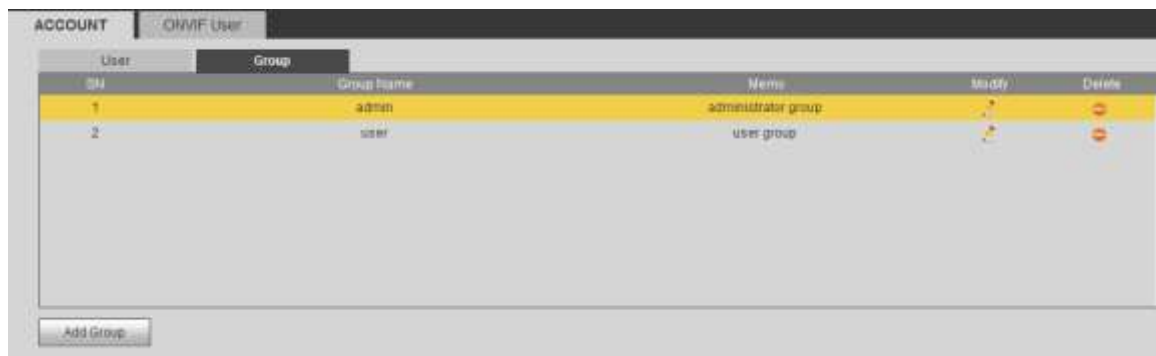 ACCOUNT ONVIF User
User Group
SN Group Name Memo Modify Delete
1 admin administrator group
2 user user group
Add Group